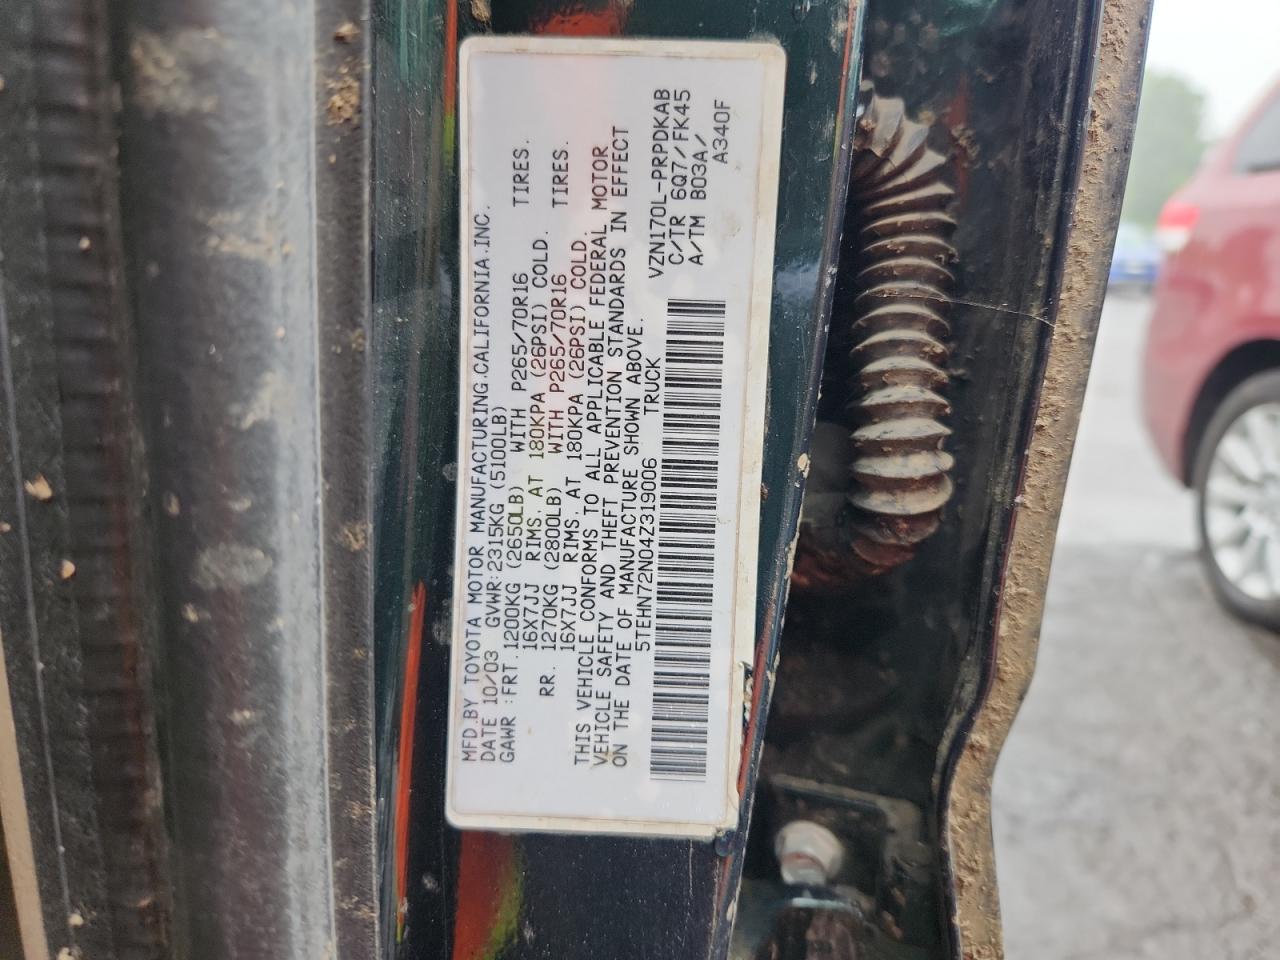 MFD.BY TOYOTA MOTOR MANUFACTURING.CALIFORNIA.INC.
DATE 10/03 GVWR:2315KG (5100LB)
GAWR :FRT.1200KG (2650LB) WITH P265/70R16 TIRES.
16X7JJ RIMS.AT 180KPA (26PSI) COLD.
RR. 1270KG (2800LB) WITH P265/70R16 TIRES.
16X7JJ RIMS.AT 180KPA (26PSI) COLD.
THIS VEHICLE CONFORMS TO ALL APPLICABLE FEDERAL MOTOR
VEHICLE SAFETY AND THEFT PREVENTION STANDARDS IN EFFECT
ON THE DATE OF MANUFACTURE SHOWN ABOVE.
5TEHN72N04Z319006 TRUCK
VZN170L-PRPDKAB
C/TR 6Q7/FK45
A/TM B03A/
A340F